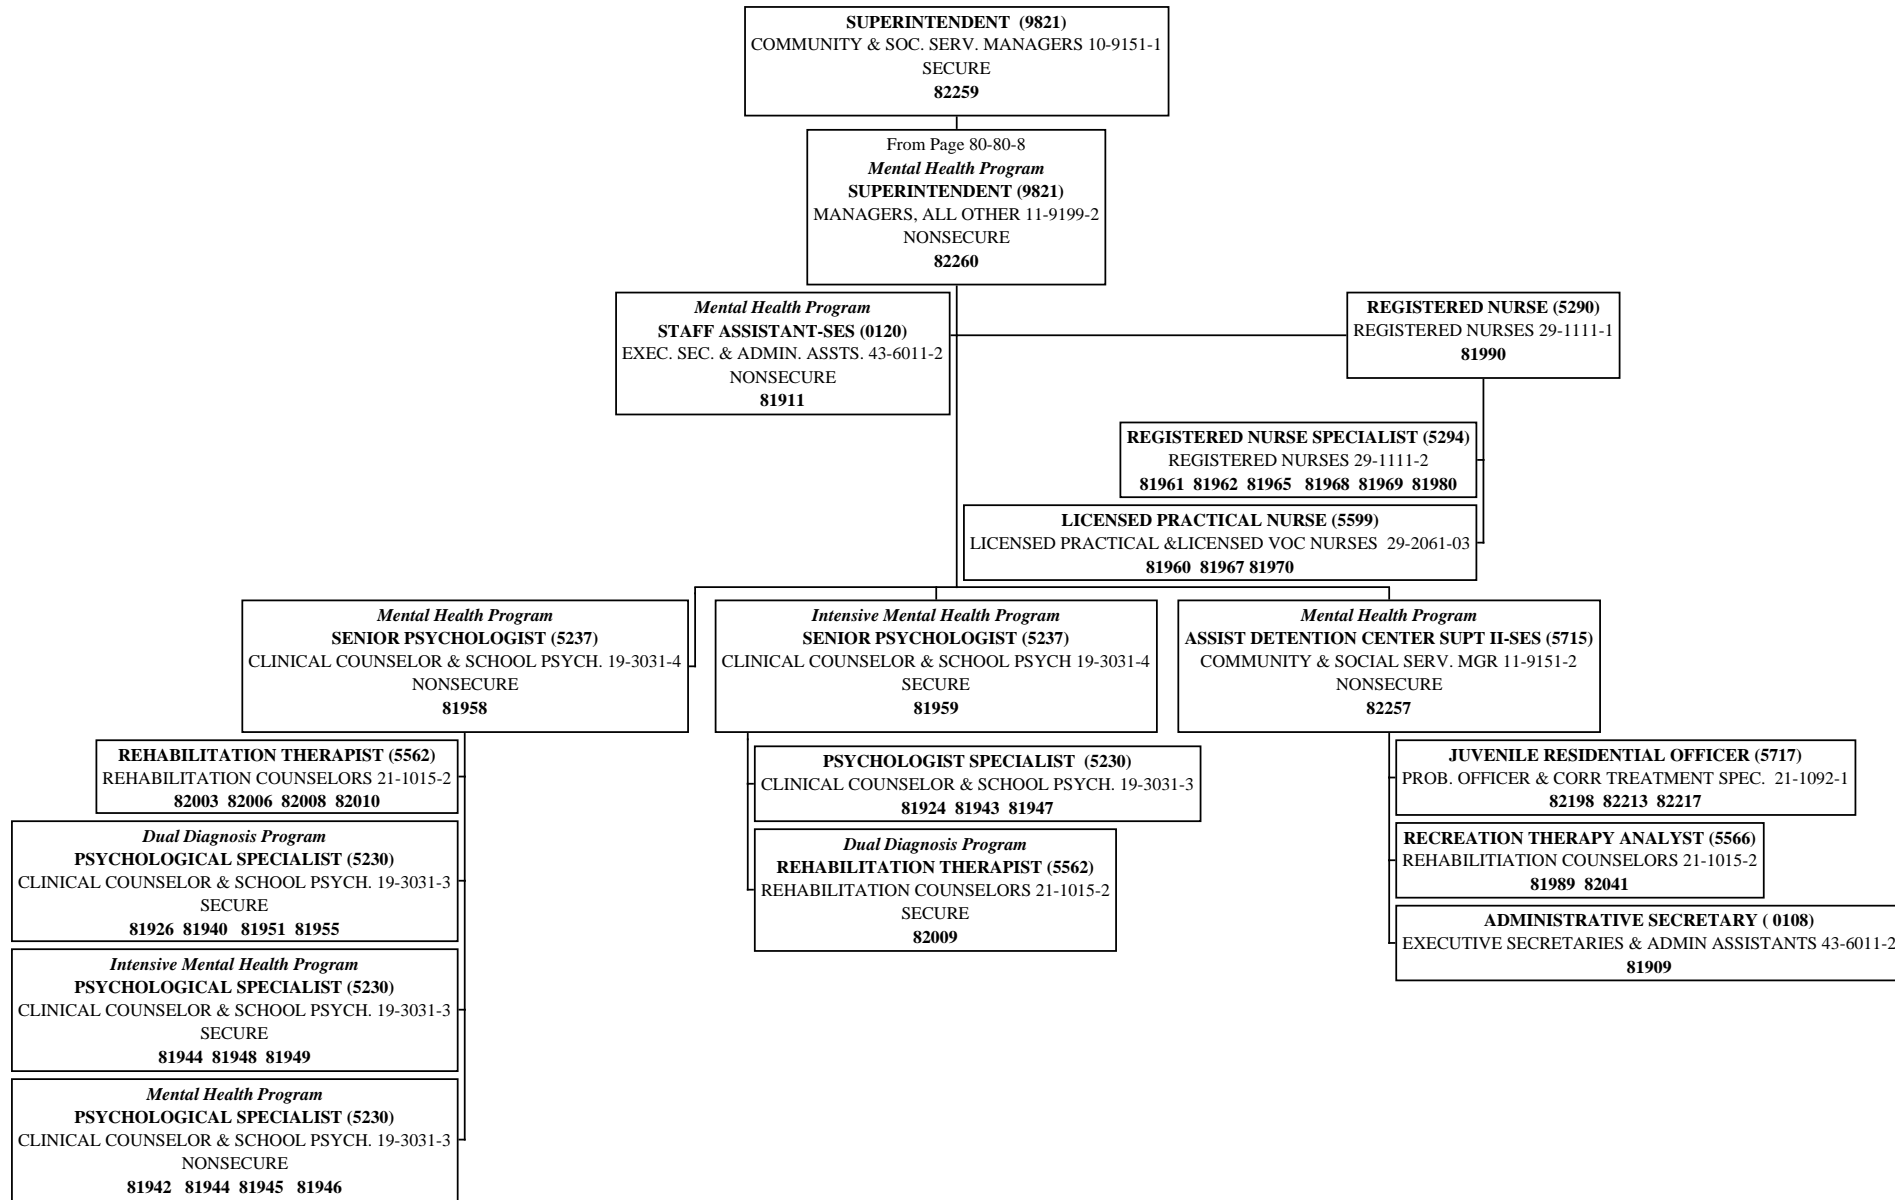 SUPERINTENDENT (9821)
COMMUNITY & SOC. SERV. MANAGERS 10-9151-1
SECURE
82259
From Page 80-80-8
Mental Health Program
SUPERINTENDENT (9821)
MANAGERS, ALL OTHER 11-9199-2
NONSECURE
82260
Mental Health Program
STAFF ASSISTANT-SES (0120)
EXEC. SEC. & ADMIN. ASSTS. 43-6011-2
NONSECURE
81911
REGISTERED NURSE (5290)
REGISTERED NURSES 29-1111-1
81990
REGISTERED NURSE SPECIALIST (5294)
REGISTERED NURSES 29-1111-2
81961 81962 81965 81968 81969 81980
LICENSED PRACTICAL NURSE (5599)
LICENSED PRACTICAL &LICENSED VOC NURSES 29-2061-03
81960 81967 81970
Mental Health Program
SENIOR PSYCHOLOGIST (5237)
CLINICAL COUNSELOR & SCHOOL PSYCH. 19-3031-4
NONSECURE
81958
Intensive Mental Health Program
SENIOR PSYCHOLOGIST (5237)
CLINICAL COUNSELOR & SCHOOL PSYCH 19-3031-4
SECURE
81959
Mental Health Program
ASSIST DETENTION CENTER SUPT II-SES (5715)
COMMUNITY & SOCIAL SERV. MGR 11-9151-2
NONSECURE
82257
REHABILITATION THERAPIST (5562)
REHABILITATION COUNSELORS 21-1015-2
82003 82006 82008 82010
Dual Diagnosis Program
PSYCHOLOGICAL SPECIALIST (5230)
CLINICAL COUNSELOR & SCHOOL PSYCH. 19-3031-3
SECURE
81926 81940 81951 81955
Intensive Mental Health Program
PSYCHOLOGICAL SPECIALIST (5230)
CLINICAL COUNSELOR & SCHOOL PSYCH. 19-3031-3
SECURE
81944 81948 81949
Mental Health Program
PSYCHOLOGICAL SPECIALIST (5230)
CLINICAL COUNSELOR & SCHOOL PSYCH. 19-3031-3
NONSECURE
81942 81944 81945 81946
PSYCHOLOGIST SPECIALIST (5230)
CLINICAL COUNSELOR & SCHOOL PSYCH. 19-3031-3
81924 81943 81947
Dual Diagnosis Program
REHABILITATION THERAPIST (5562)
REHABILITATION COUNSELORS 21-1015-2
SECURE
82009
JUVENILE RESIDENTIAL OFFICER (5717)
PROB. OFFICER & CORR TREATMENT SPEC. 21-1092-1
82198 82213 82217
RECREATION THERAPY ANALYST (5566)
REHABILITIATION COUNSELORS 21-1015-2
81989 82041
ADMINISTRATIVE SECRETARY ( 0108)
EXECUTIVE SECRETARIES & ADMIN ASSISTANTS 43-6011-2
81909